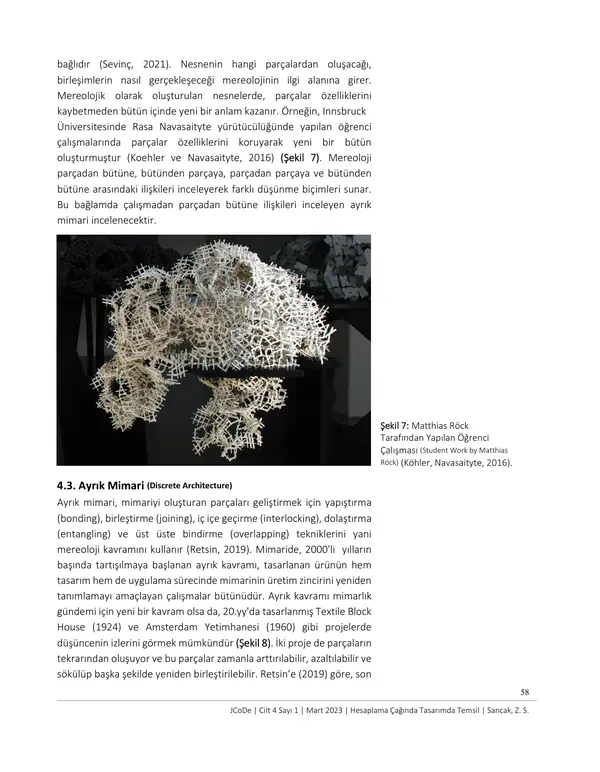 bağlıdır (Sevinç, 2021). Nesnenin hangi parçalardan oluşacağı,
birleşimlerin nasıl gerçekleşeceği mereolojinin ilgi alanına girer.
Mereolojik olarak oluşturulan nesnelerde, parçalar özelliklerini
kaybetmeden bütün içinde yeni bir anlam kazanır. Örneğin, Innsbruck
Üniversitesinde Rasa Navasaityte yürütücülüğünde yapılan öğrenci
çalışmalarında parçalar özelliklerini koruyarak yeni bir bütün
oluşturmuştur (Koehler ve Navasaityte, 2016) (Şekil 7). Mereoloji
parçadan bütüne, bütünden parçaya, parçadan parçaya ve bütünden
bütüne arasındaki ilişkileri inceleyerek farklı düşünme biçimleri sunar.
Bu bağlamda çalışmadan parçadan bütüne ilişkileri inceleyen ayrık
mimari incelenecektir.
Şekil 7: Matthias Röck
Tarafından Yapılan Öğrenci
Çalışması (Student Work by Matthias
Röck) (Köhler, Navasaityte, 2016).
4.3. Ayrık Mimari (Discrete Architecture)
Ayrık mimari, mimariyi oluşturan parçaları geliştirmek için yapıştırma
(bonding), birleştirme (joining), iç içe geçirme (interlocking), dolaştırma
(entangling) ve üst üste bindirme (overlapping) tekniklerini yani
mereoloji kavramını kullanır (Retsin, 2019). Mimaride, 2000'li yılların
başında tartışılmaya başlanan ayrık kavramı, tasarlanan ürünün hem
tasarım hem de uygulama sürecinde mimarinin üretim zincirini yeniden
tanımlamayı amaçlayan çalışmalar bütünüdür. Ayrık kavramı mimarlık
gündemi için yeni bir kavram olsa da, 20.yy'da tasarlanmış Textile Block
House (1924) ve Amsterdam Yetimhanesi (1960) gibi projelerde
düşüncenin izlerini görmek mümkündür (Şekil 8). İki proje de parçaların
tekrarından oluşuyor ve bu parçalar zamanla arttırılabilir, azaltılabilir ve
sökülüp başka şekilde yeniden birleştirilebilir. Retsin'e (2019) göre, son
58
JCoDe | Cilt 4 Sayı 1 | Mart 2023 | Hesaplama Çağında Tasarımda Temsil | Sancak, Z. S.